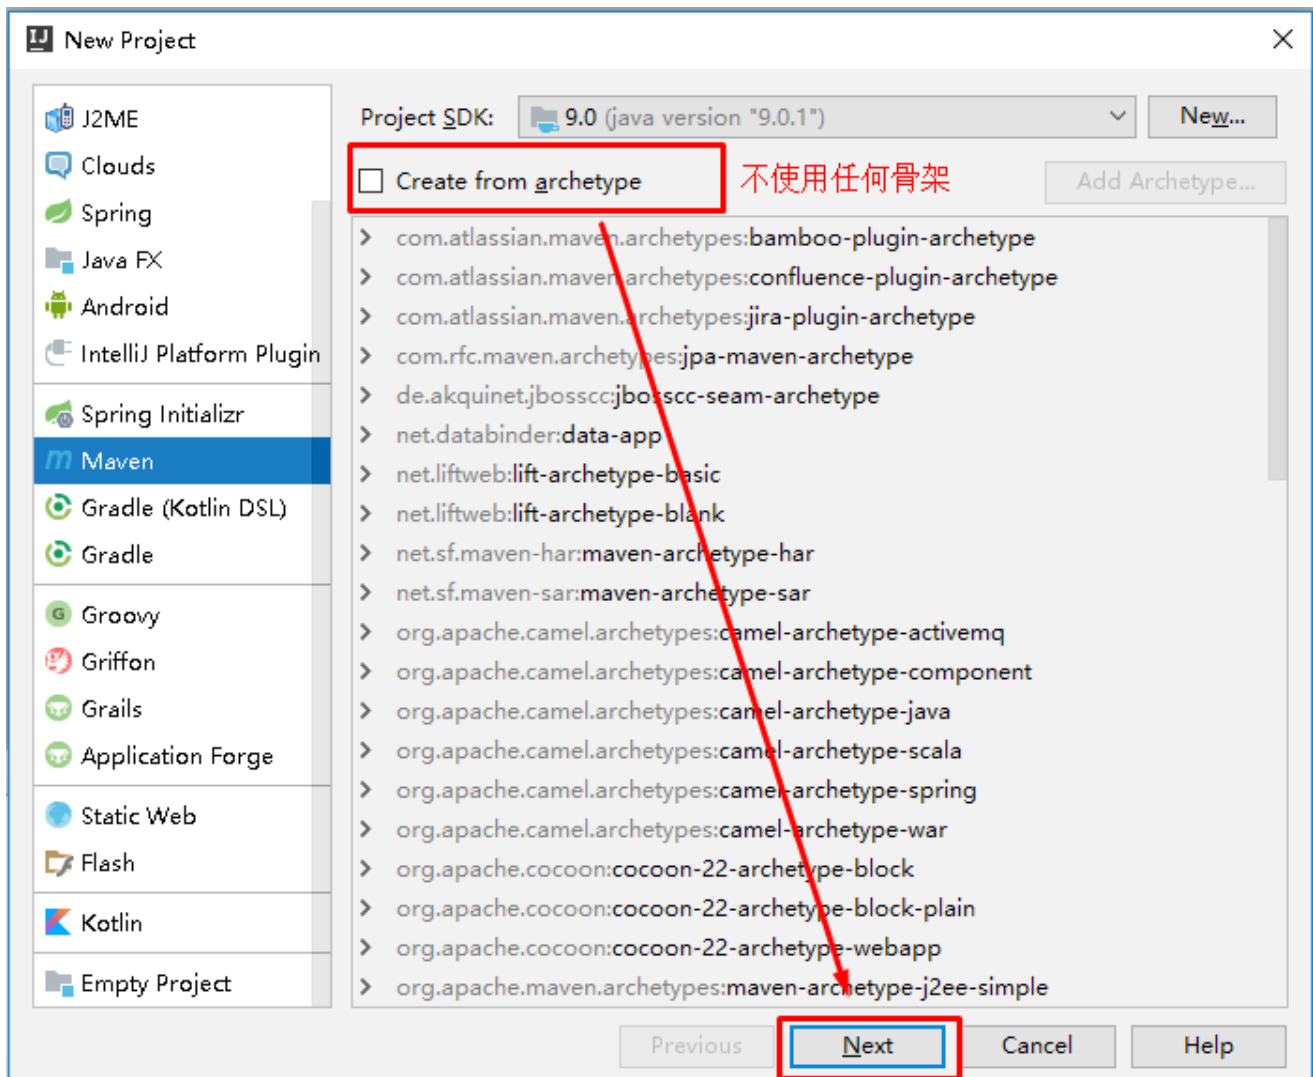 New Project
J2ME
Clouds
Spring
Java FX
Android
IntelliJ Platform Plugin
Spring Initializr
Maven
Gradle (Kotlin DSL)
Gradle
Groovy
Griffon
Grails
Application Forge
Static Web
Flash
Kotlin
Empty Project
Project SDK: 9.0 (java version "9.0.1") New...
Create from archetype 不使用任何骨架 Add Archetype...
com.atlassian.maven.archetypes:bamboo-plugin-archetype
com.atlassian.maven.archetypes:confluence-plugin-archetype
com.atlassian.maven.archetypes:jira-plugin-archetype
com.rfc.maven.archetypes:jpa-maven-archetype
de.akquinet.jbosscc:jbosscc-seam-archetype
net.databinder:data-app
net.liftweb:lift-archetype-basic
net.liftweb:lift-archetype-blank
net.sf.maven-har:maven-archetype-har
net.sf.maven-sar:maven-archetype-sar
org.apache.camel.archetypes:camel-archetype-activemq
org.apache.camel.archetypes:camel-archetype-component
org.apache.camel.archetypes:camel-archetype-java
org.apache.camel.archetypes:camel-archetype-scala
org.apache.camel.archetypes:camel-archetype-spring
org.apache.camel.archetypes:camel-archetype-war
org.apache.cocoon:cocoon-22-archetype-block
org.apache.cocoon:cocoon-22-archetype-block-plain
org.apache.cocoon:cocoon-22-archetype-webapp
org.apache.maven.archetypes:maven-archetype-j2ee-simple
Previous Next Cancel Help